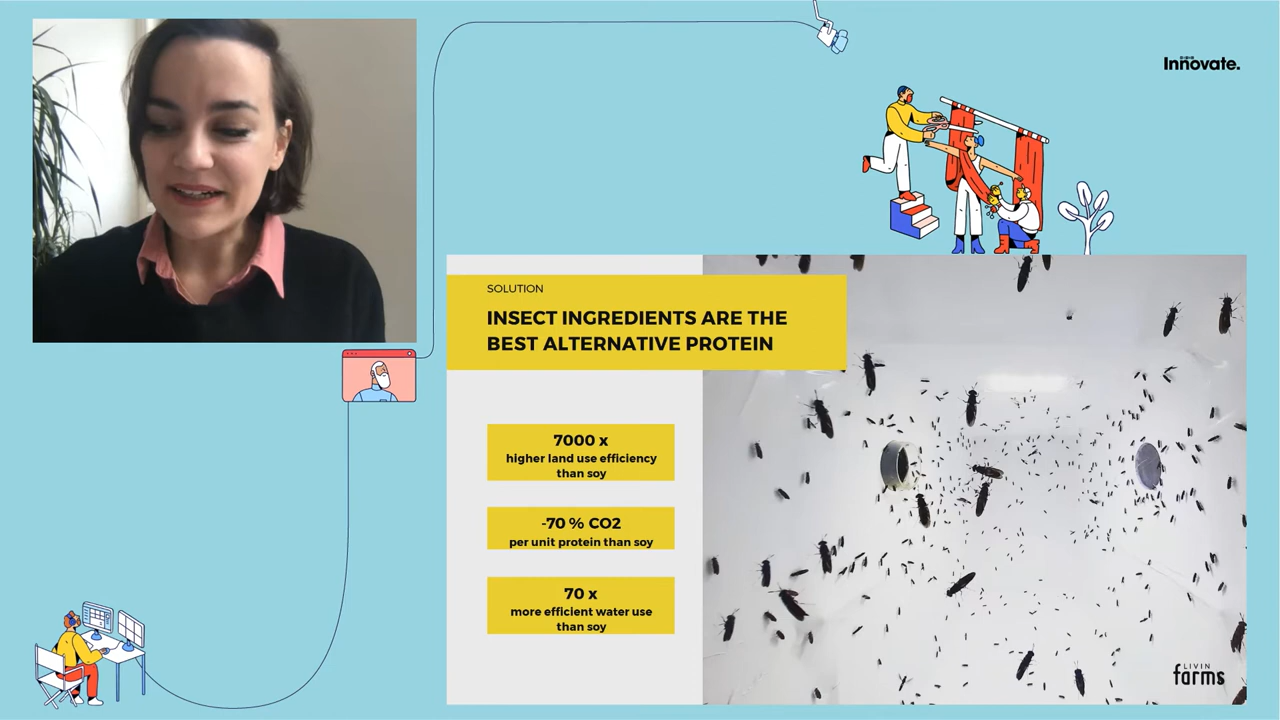 Innovate.
SOLUTION
INSECT INGREDIENTS ARE THE
BEST ALTERNATIVE PROTEIN
7000 x
higher land use efficiency
than soy
-70 % CO2
per unit protein than soy
70 x
more efficient water use
than soy
LIVIN
farms